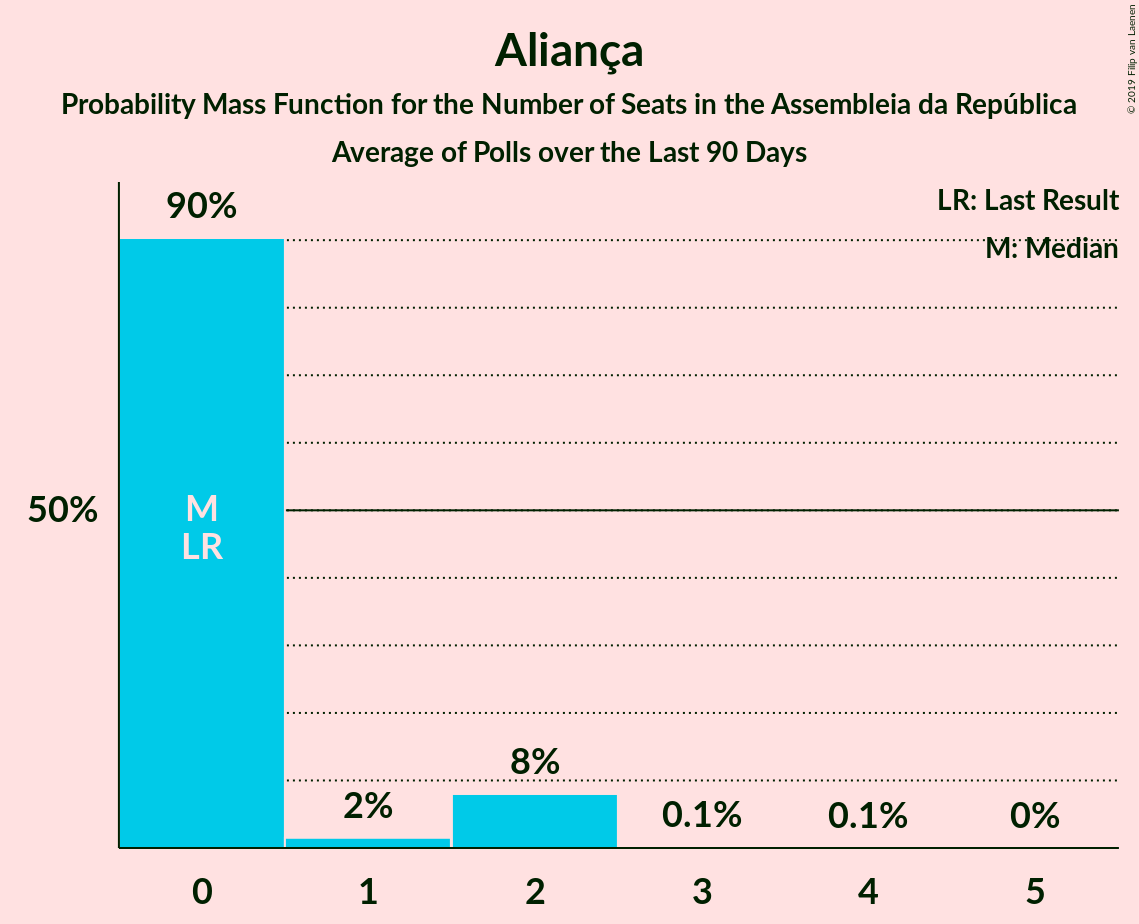 Aliança
Probability Mass Function for the Number of Seats in the Assembleia da República
Average of Polls over the Last 90 Days
© 2019 Filip van Laenen
LR: Last Result
M: Median
90%
50%
M
LR
2%
8%
0.1%
0.1%
0%
0
1
2
3
4
5